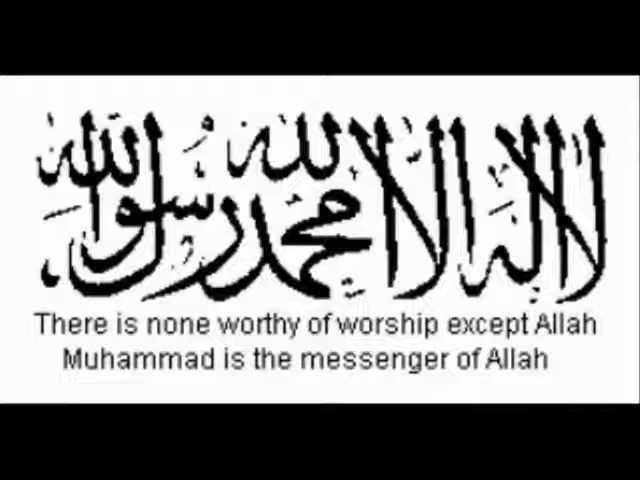 لا اله الا الله محمد رسول الله
There is none worthy of worship except Allah
Muhammad is the messenger of Allah